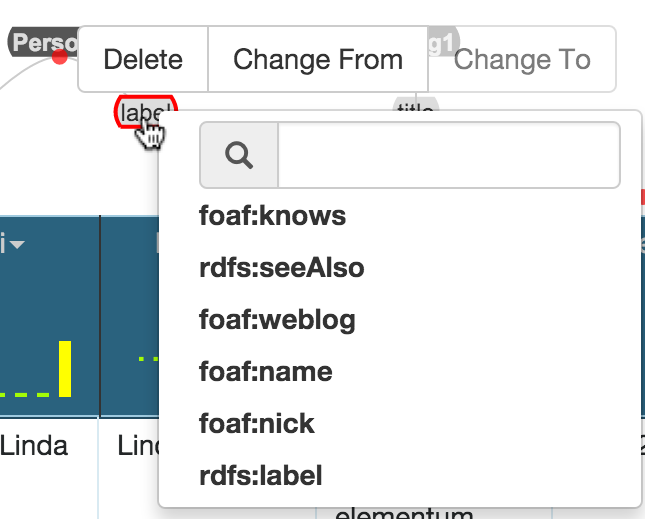 Perso
g1
Delete
Change From
Change To
label
title
foaf:knows
rdfs:seeAlso
foaf:weblog
foaf:name
foaf:nick
rdfs:label
i
Linda
Linc
elementum